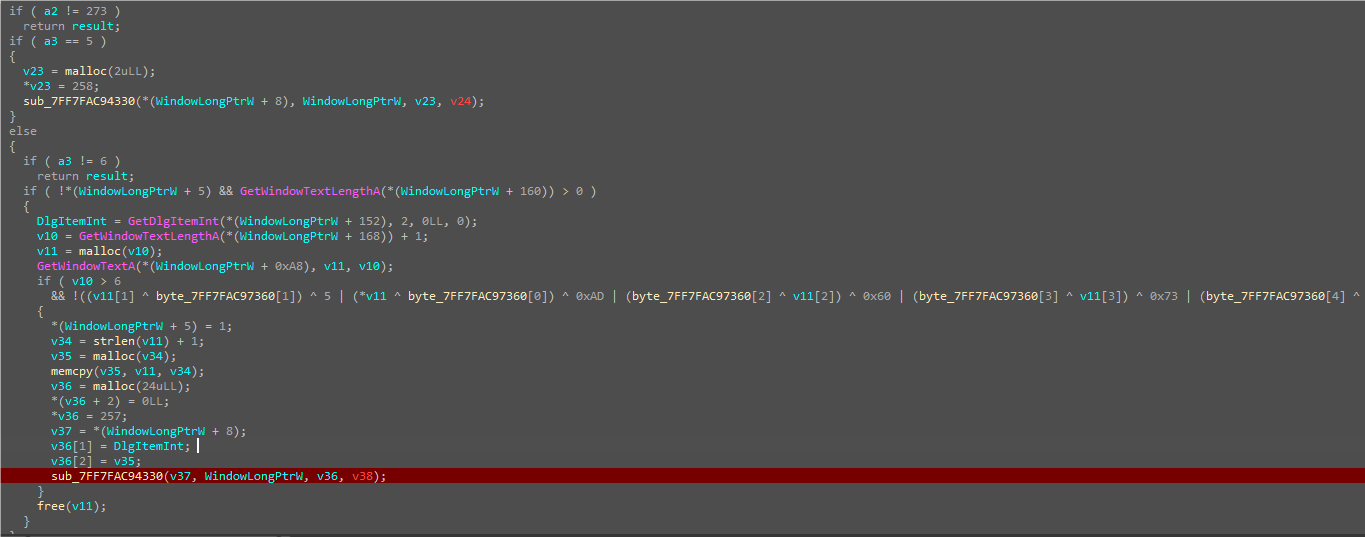 if ( a2 != 273 )
return result;
if ( a3 == 5 )
{
v23 = malloc(2uLL);
*v23 = 258;
sub_7FF7FAC94330(*(WindowLongPtrW + 8), WindowLongPtrW, v23, v24);
}
else
{
if ( a3 != 6 )
return result;
if ( !*(WindowLongPtrW + 5) && GetWindowTextLengthA(*(WindowLongPtrW + 160)) > 0 )
{
DlgItemInt = GetDlgItemInt(*(WindowLongPtrW + 152), 2, 0LL, 0);
v10 = GetWindowTextLengthA(*(WindowLongPtrW + 168)) + 1;
v11 = malloc(v10);
GetWindowTextA(*(WindowLongPtrW + 0xA8), v11, v10);
if ( v10 > 6
&& !((v11[1] ^ byte_7FF7FAC97360[1]) ^ 5 | (*v11 ^ byte_7FF7FAC97360[0]) ^ 0xAD | (byte_7FF7FAC97360[2] ^ v11[2]) ^ 0x60 | (byte_7FF7FAC97360[3] ^ v11[3]) ^ 0x73 | (byte_7FF7FAC97360[4] ^
{
*(WindowLongPtrW + 5) = 1;
v34 = strlen(v11) + 1;
v35 = malloc(v34);
memcpy(v35, v11, v34);
v36 = malloc(24uLL);
*(v36 + 2) = 0LL;
*v36 = 257;
v37 = *(WindowLongPtrW + 8);
v36[1] = DlgItemInt;
v36[2] = v35;
sub_7FF7FAC94330(v37, WindowLongPtrW, v36, v38);
}
free(v11);
}